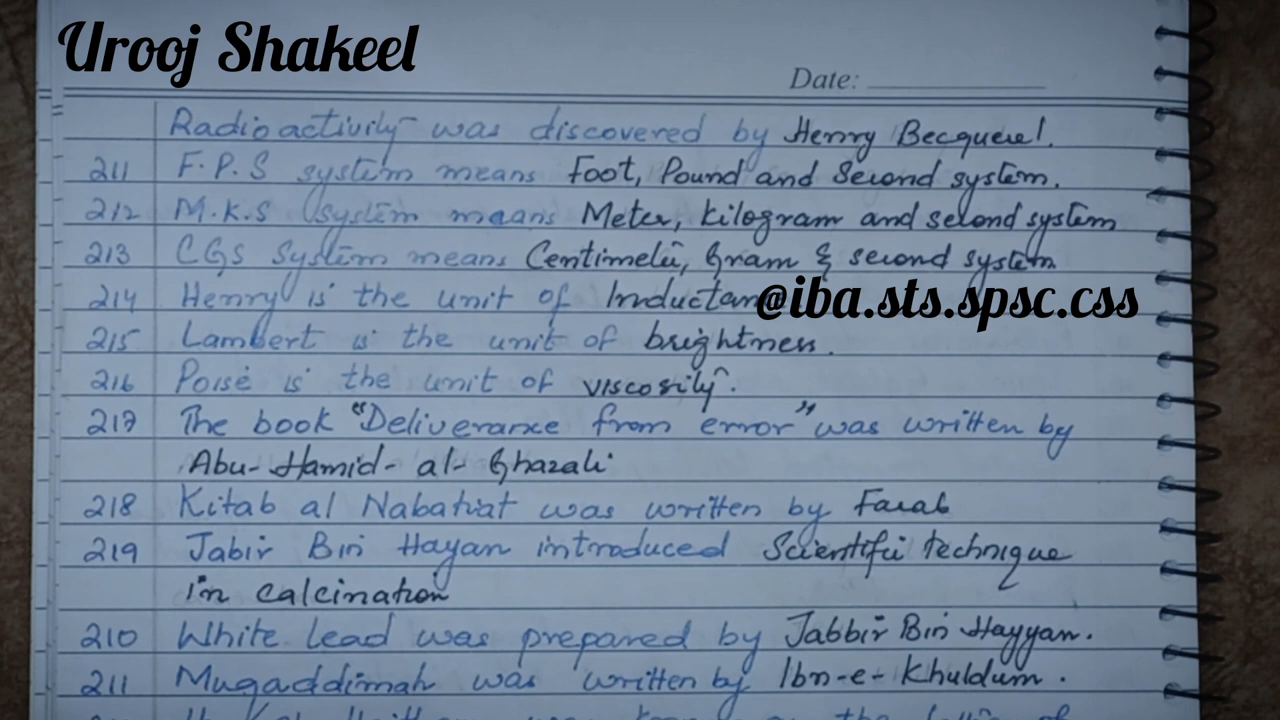 Urooj Shakeel
Date:
Radioactivity was discovered by Henry Becquerel.
211 F.P.S system means Foot, Pound and Second system.
212 M.K.S system means Meter, kilogram and second system
213 CGS System means Centimeter, Gram & second system
214 Henry is the unit of Inductan
@iba.sts.spsc.css
215 Lambert is the unit of brightness.
216 Poise is the unit of viscosity.
217 The book "Deliverance from error" was written by
Abu-Hamid-al-Ghazali
218 Kitab al Nabatiat was written by Farab
219 Jabir Bin Hayan introduced Scientific technique
in calcination
210 White lead was prepared by Jabbir Bin Hayyan.
211 Muqaddimah was written by Ibn-e-Khuldum.